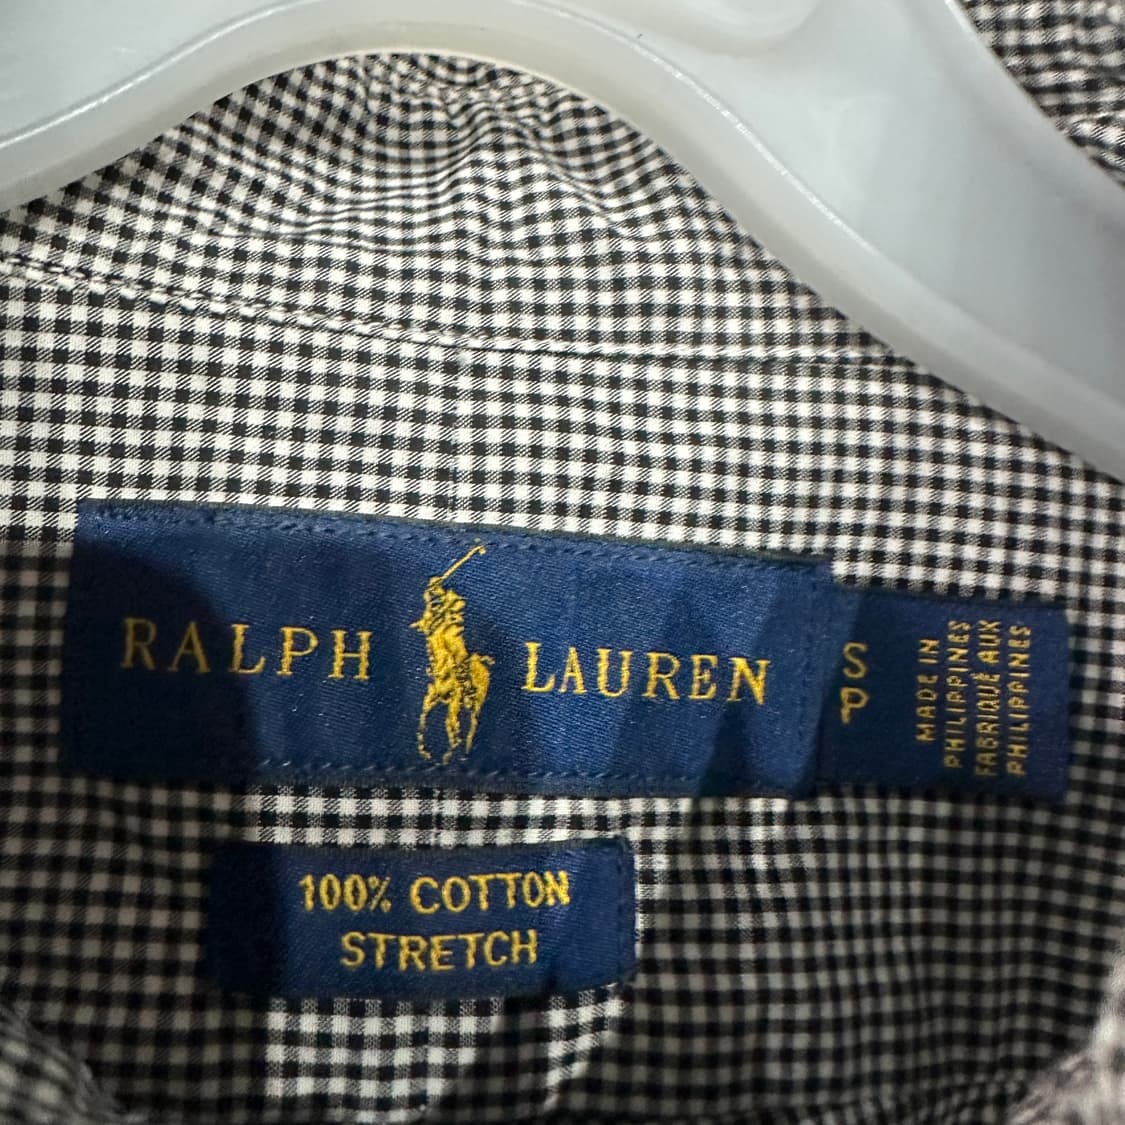 RALPH LAUREN
S
P
MADE IN
PHILIPPINES
FABRIQUÉ AUX
PHILIPPINES
100% COTTON
STRETCH